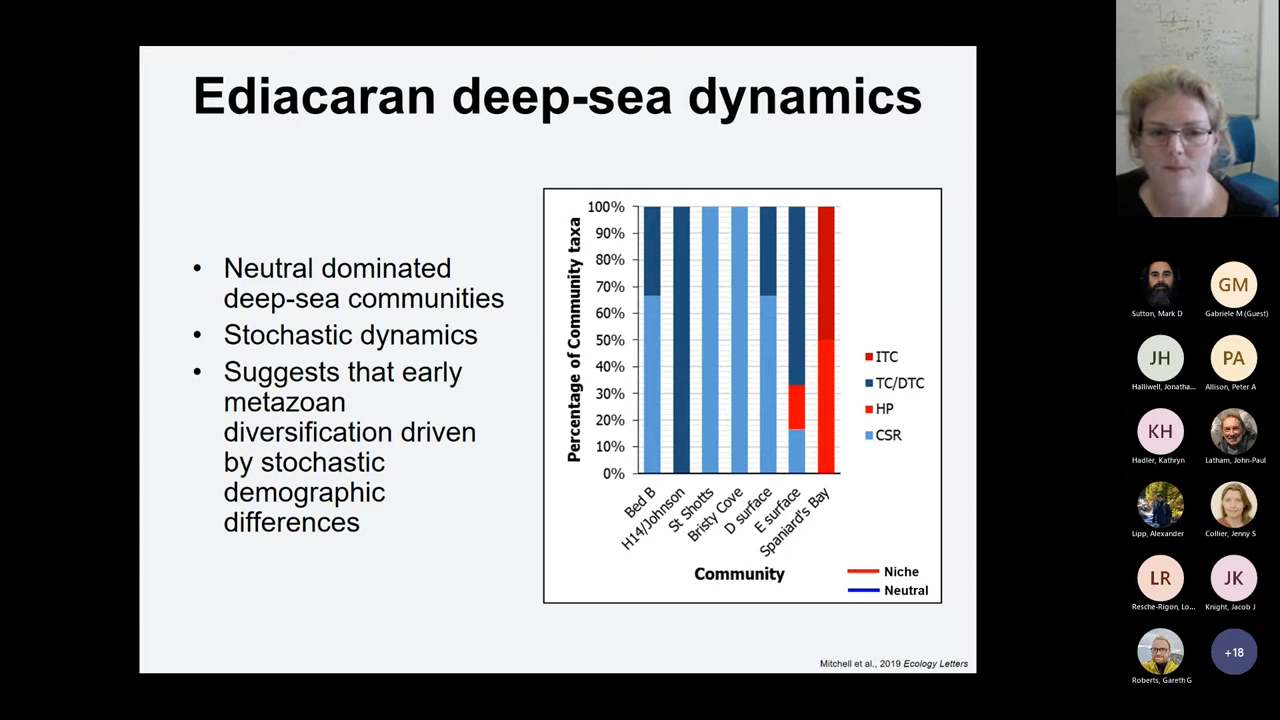 Ediacaran deep-sea dynamics
• Neutral dominated
deep-sea communities
• Stochastic dynamics
• Suggests that early
metazoan
diversification driven
by stochastic
demographic
differences
Percentage of Community taxa
100%
90%
80%
70%
60%
50%
40%
30%
20%
10%
0%
Bed B
H14/Johnson
St Shotts
Bristy Cove
D surface
E surface
Spaniard's Bay
Community
ITC
TC/DTC
HP
CSR
Niche
Neutral
Mitchell et al., 2019 Ecology Letters
Sutton, Mark D
GM
Gabriele M (Guest)
JH
Halliwell, Jonatha...
PA
Allison, Peter A
KH
Hadler, Kathryn
Latham, John-Paul
Lipp, Alexander
Collier, Jenny S
LR
Resche-Rigon, Lo...
JK
Knight, Jacob J
Roberts, Gareth G
+18